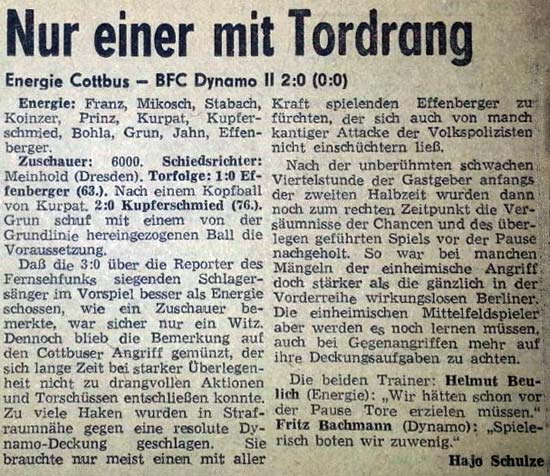 Nur einer mit Tordrang
Energie Cottbus — BFC Dynamo II 2:0 (0:0)
Energie: Franz, Mikosch, Stabach,
Koinzer, Prinz, Kurpat, Kupfer-
schmied, Bohla, Grun, Jahn, Effen-
berger.
Zuschauer: 6000. Schiedsrichter:
Meinhold (Dresden). Torfolge: 1:0 Ef-
fenberger (63.). Nach einem Kopfball
von Kurpat. 2:0 Kupferschmied (76.).
Grun schuf mit einem von der
Grundlinie hereingezogenen Ball die
Voraussetzung.
Daß die 3:0 über die Reporter des
Fernsehfunks siegenden Schlager-
sänger im Vorspiel besser als Energie
schossen, wie ein Zuschauer be-
merkte, war sicher nur ein Witz.
Dennoch blieb die Bemerkung auf
den Cottbuser Angriff gemünzt, der
sich lange Zeit bei starker Überlegen-
heit nicht zu drangvollen Aktionen
und Torschüssen entschließen konnte.
Zu viele Haken wurden in Straf-
raumnähe gegen eine resolute Dy-
namo-Deckung geschlagen. Sie
brauchte nur meist einen mit aller
Kraft spielenden Effenberger zu
fürchten, der sich auch von manch
kantiger Attacke der Volkspolizisten
nicht einschüchtern ließ.
Nach der unberühmten schwachen
Viertelstunde der Gastgeber anfangs
der zweiten Halbzeit wurden dann
noch zum rechten Zeitpunkt die Ver-
säumnisse der Chancen und des über-
legen geführten Spiels vor der Pause
nachgeholt. So war bei manchen
Mängeln der einheimische Angriff
doch stärker als die gänzlich in der
Vorderreihe wirkungslosen Berliner.
Die einheimischen Mittelfeldspieler
aber werden es noch lernen müssen,
auch bei Gegenangriffen mehr auf
ihre Deckungsaufgaben zu achten.
Die beiden Trainer: Helmut Beu-
lich (Energie): „Wir hätten schon vor
der Pause Tore erzielen müssen.“
Fritz Bachmann (Dynamo): „Spiele-
risch boten wir zuwenig.“
Hajo Schulze